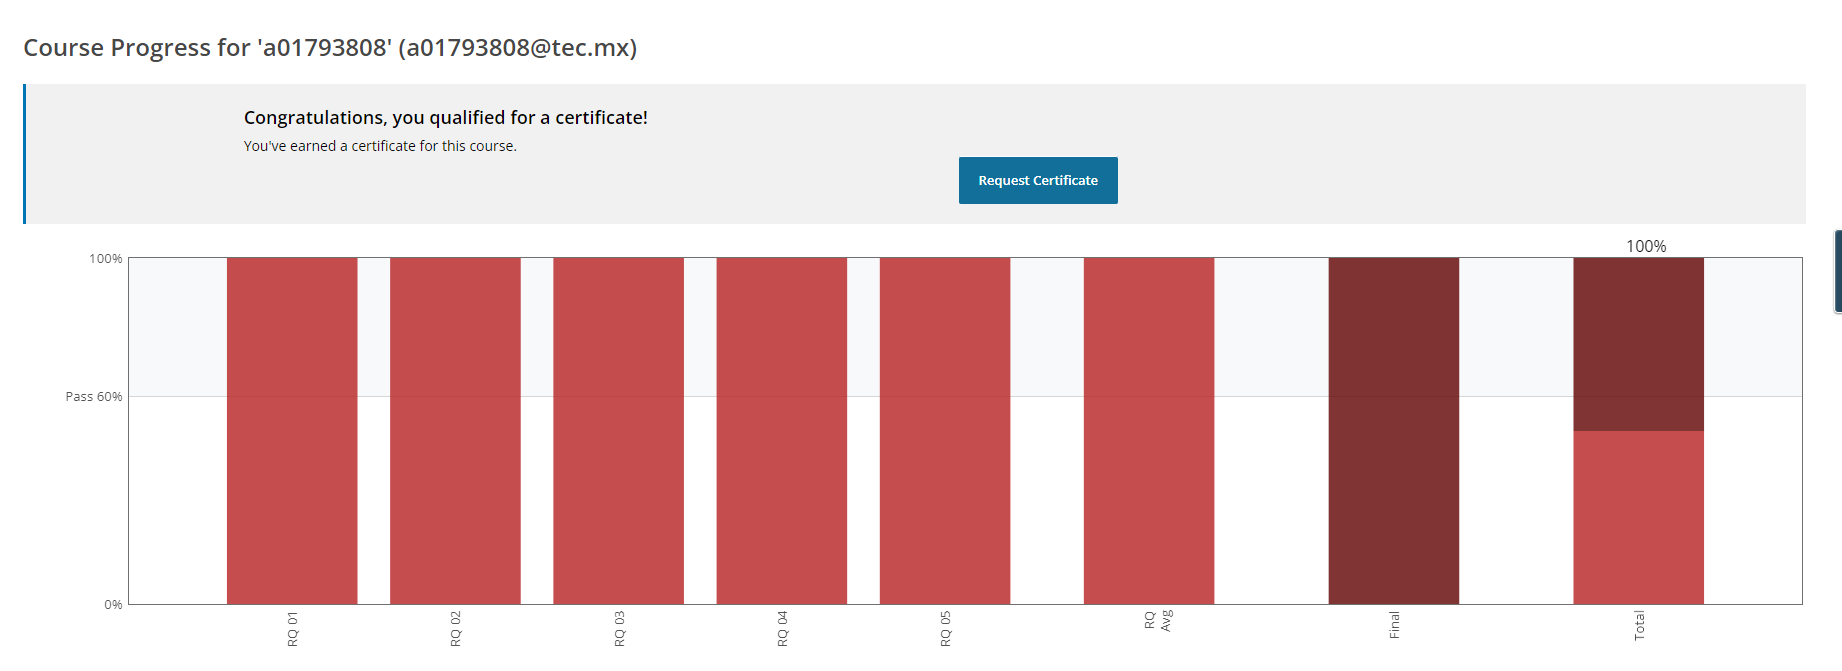 Course Progress for 'a01793808' (a01793808@tec.mx)
Congratulations, you qualified for a certificate!
You've earned a certificate for this course.
Request Certificate
100%
100%
Pass 60%
0%
RQ 01
RQ 02
RQ 03
RQ 04
RQ 05
RQ
Avg
Final
Total